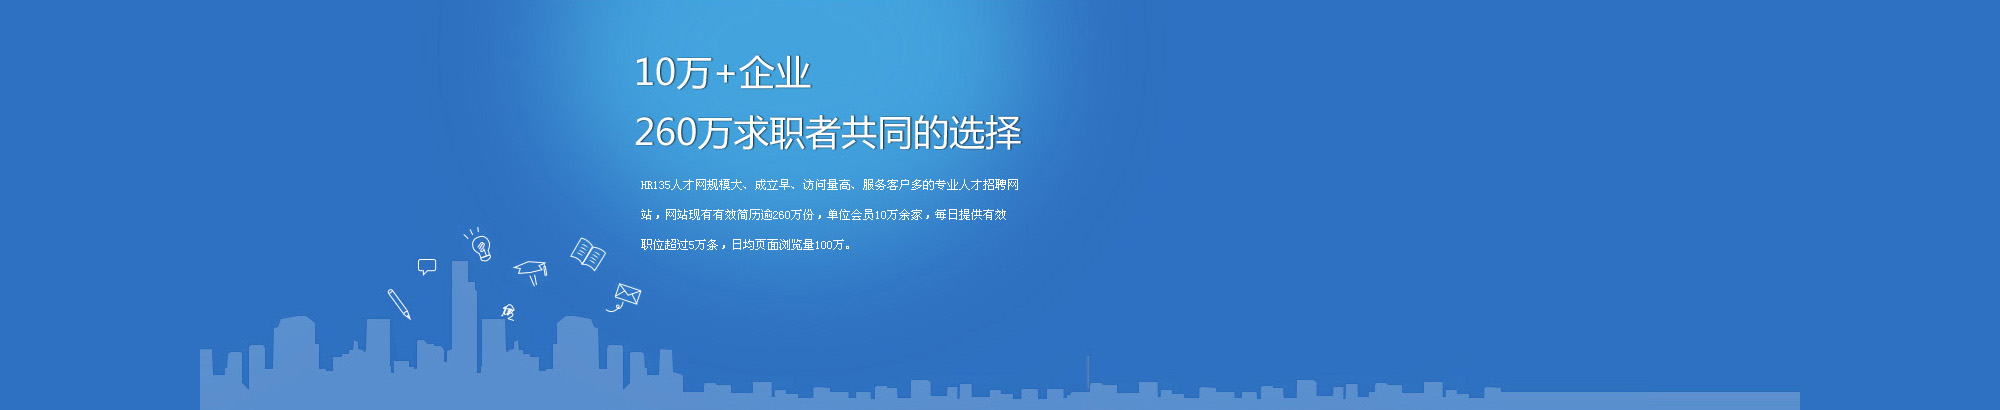 10万+企业
260万求职者共同的选择
HR135人才网规模大、成立早、访问量高、服务客户多的专业人才招聘网
站，网站现有有效简历逾260万份，单位会员10万余家，每日提供有效
职位超过5万条，日均页面浏览量100万。